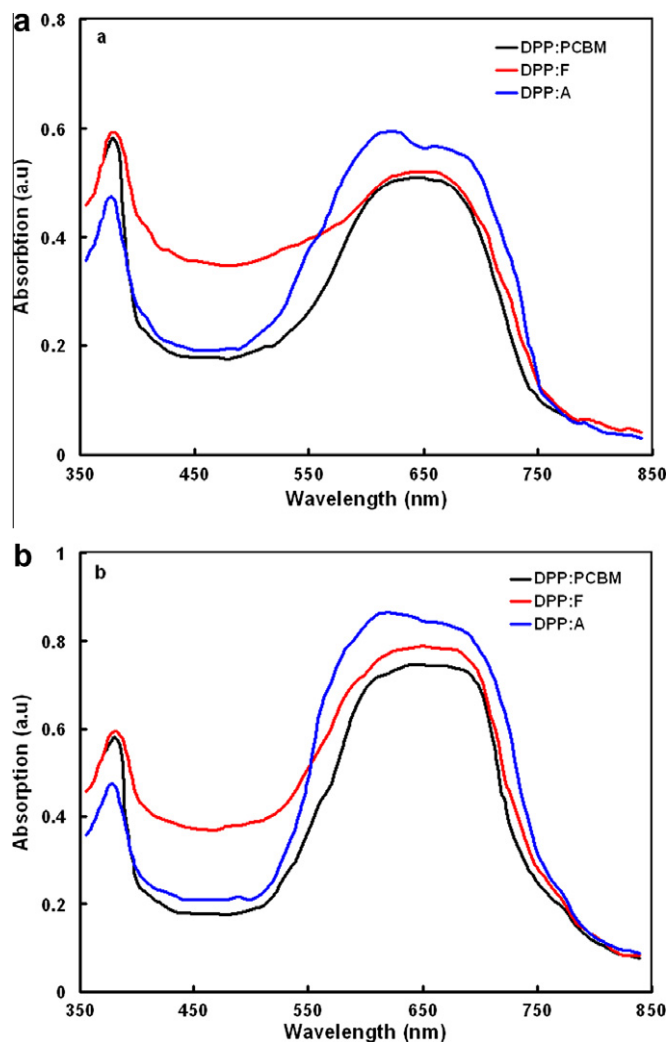 a
a
DPP:PCBM
DPP:F
DPP:A
0.8
0.6
0.4
0.2
0
Absorbtion (a.u)
350 450 550 650 750 850
Wavelength (nm)
b
b
DPP:PCBM
DPP:F
DPP:A
1
0.8
0.6
0.4
0.2
0
Absorption (a.u)
350 450 550 650 750 850
Wavelength (nm)